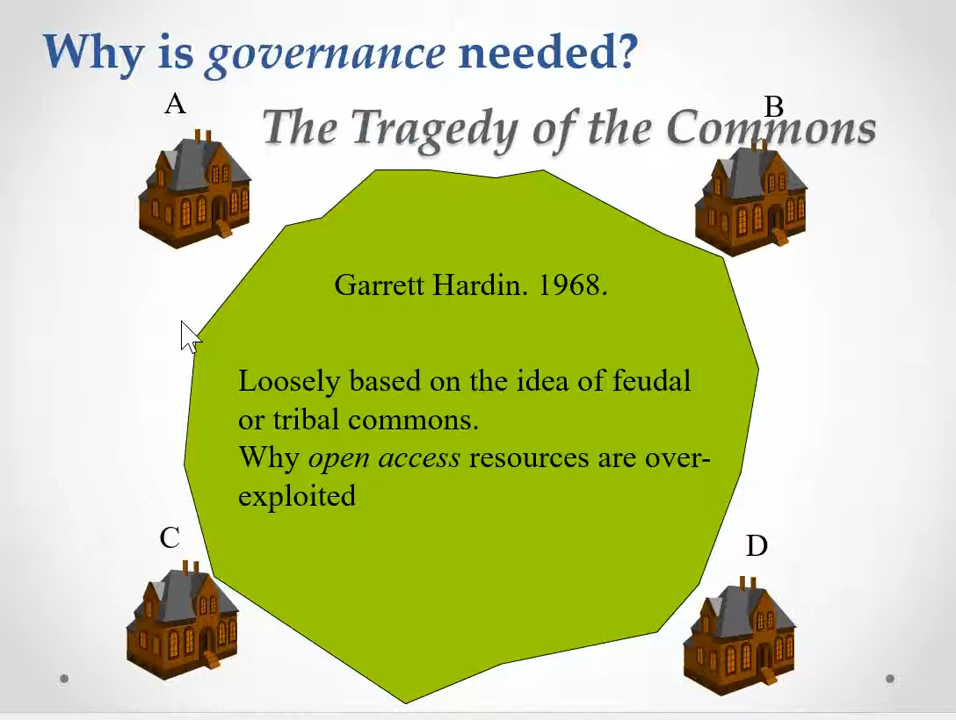 Why is governance needed?
A
B
The Tragedy of the Commons
Garrett Hardin. 1968.
Loosely based on the idea of feudal
or tribal commons.
Why open access resources are over-
exploited
C
D